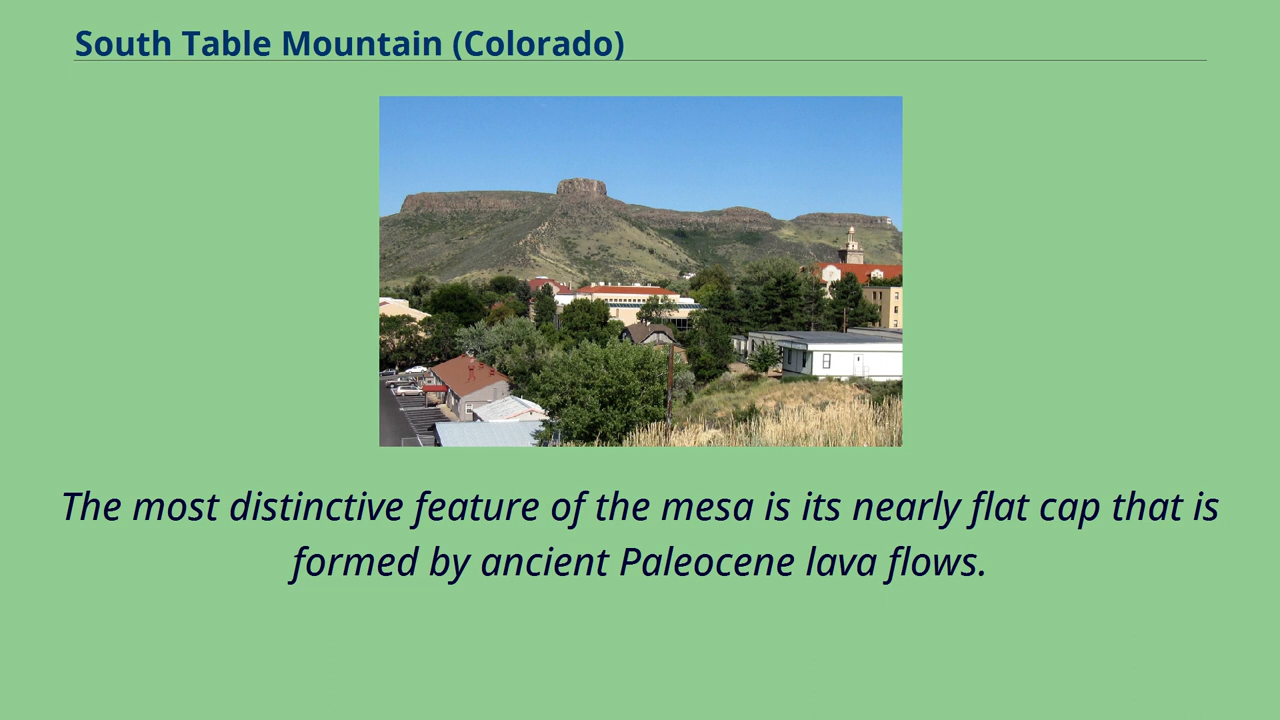 South Table Mountain (Colorado)
The most distinctive feature of the mesa is its nearly flat cap that is
formed by ancient Paleocene lava flows.